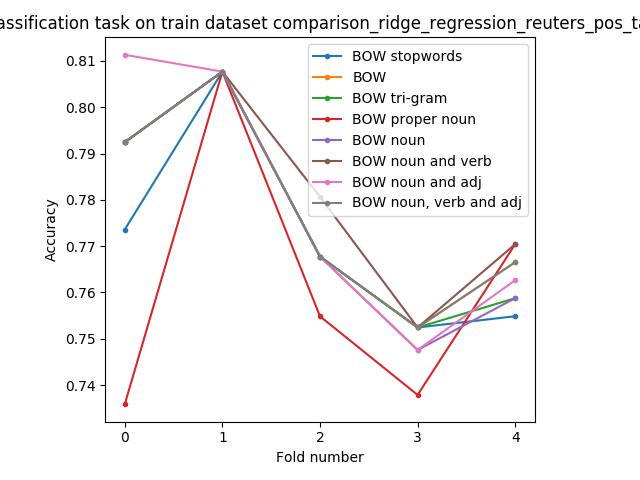 assification task on train dataset comparison_ridge_regression_reuters_pos_ta
0.81
0.80
0.79
0.78
0.77
0.76
0.75
0.74
Accuracy
BOW stopwords
BOW
BOW tri-gram
BOW proper noun
BOW noun
BOW noun and verb
BOW noun and adj
BOW noun, verb and adj
0 1 2 3 4
Fold number